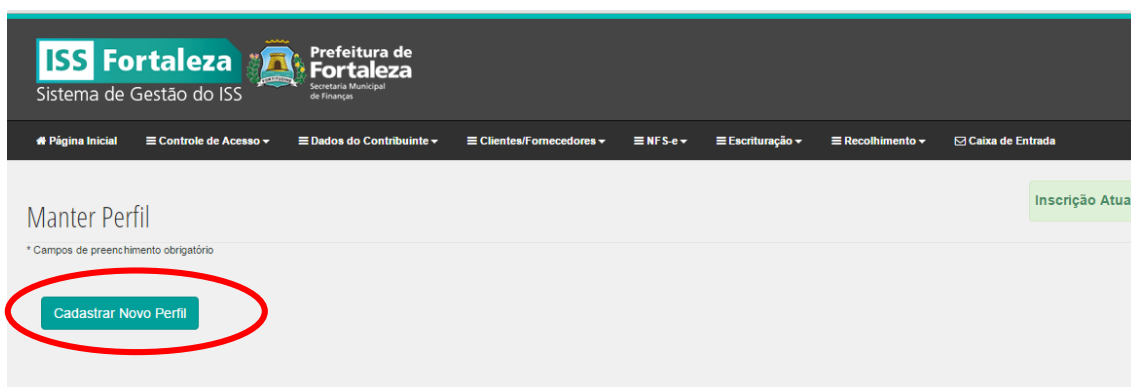 ISS Fortaleza
Sistema de Gestão do ISS
Prefeitura de
Fortaleza
Secretaria Municipal
de Finanças
Página Inicial Controle de Acesso Dados do Contribuinte Clientes/Fornecedores NFS-e Escrituração Recolhimento Caixa de Entrada
Inscrição Atua
Manter Perfil
* Campos de preenchimento obrigatório
Cadastrar Novo Perfil